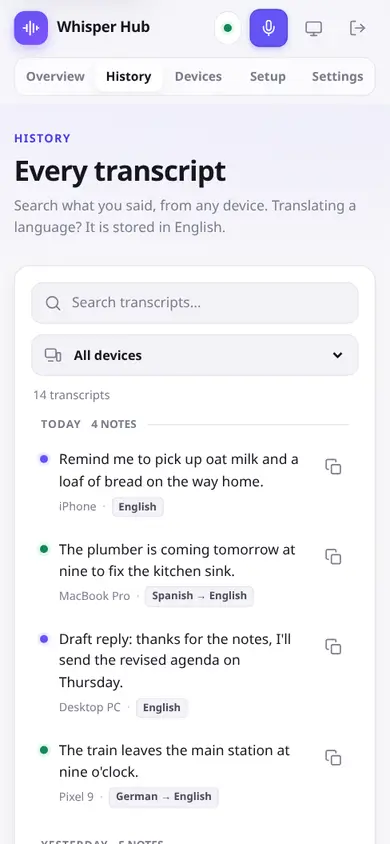 Whisper Hub
Overview History Devices Setup Settings
HISTORY
Every transcript
Search what you said, from any device. Translating a
language? It is stored in English.
Search transcripts...
All devices
14 transcripts
TODAY 4 NOTES
Remind me to pick up oat milk and a
loaf of bread on the way home.
iPhone · English
The plumber is coming tomorrow at
nine to fix the kitchen sink.
MacBook Pro · Spanish → English
Draft reply: thanks for the notes, I'll
send the revised agenda on
Thursday.
Desktop PC · English
The train leaves the main station at
nine o'clock.
Pixel 9 · German → English
YESTERDAY 5 NOTES